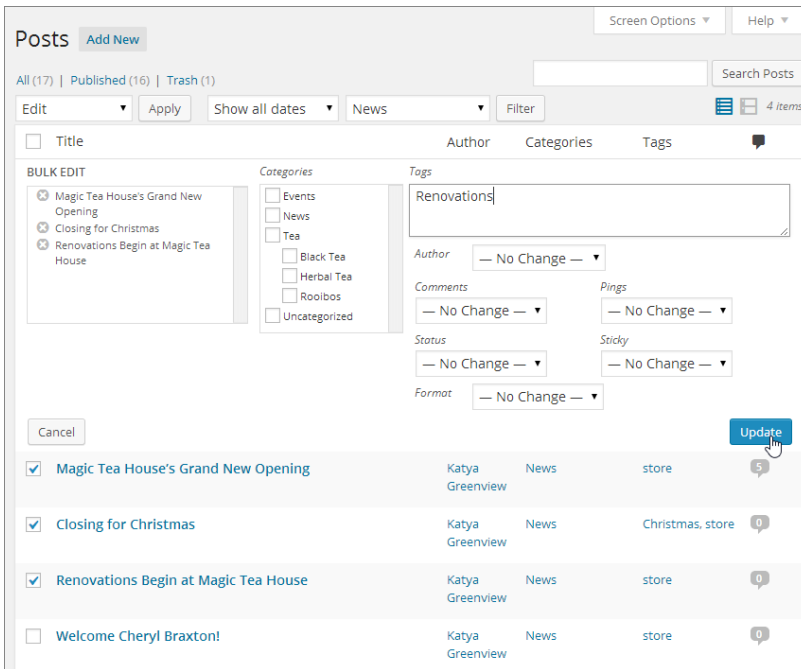 Screen Options ▼ Help ▼
Posts Add New
All (17) | Published (16) | Trash (1)
Search Posts
Edit ▼ Apply Show all dates ▼ News ▼ Filter 4 items
Title Author Categories Tags
BULK EDIT Categories Tags
Magic Tea House's Grand New
Opening
Closing for Christmas
Renovations Begin at Magic Tea
House
Events
News
Tea
Black Tea
Herbal Tea
Rooibos
Uncategorized
Renovations
Author — No Change — ▼
Comments Pings
— No Change — ▼ — No Change — ▼
Status Sticky
— No Change — ▼ — No Change — ▼
Format — No Change — ▼
Cancel Update
Magic Tea House's Grand New Opening Katya News store 5
Greenview
Closing for Christmas Katya News Christmas, store 0
Greenview
Renovations Begin at Magic Tea House Katya News store 0
Greenview
Welcome Cheryl Braxton! Katya News store 0
Greenview